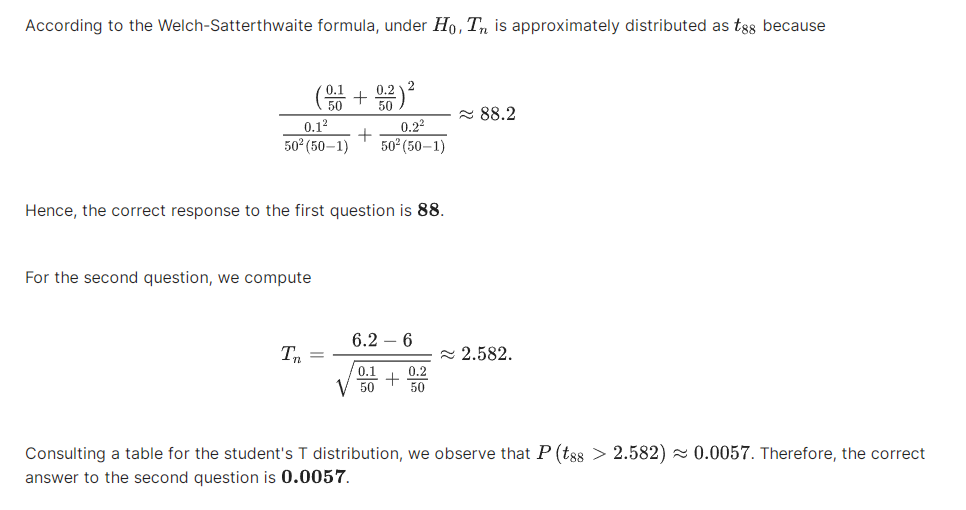 According to the Welch-Satterthwaite formula, under $H_0$, $T_n$ is approximately distributed as $t_{88}$ because
$\frac{\left(\frac{0.1}{50} + \frac{0.2}{50}\right)^2}{\frac{0.1^2}{50^2(50-1)} + \frac{0.2^2}{50^2(50-1)}} \approx 88.2$
Hence, the correct response to the first question is 88.
For the second question, we compute
$T_n = \frac{6.2 - 6}{\sqrt{\frac{0.1}{50} + \frac{0.2}{50}}} \approx 2.582.$
Consulting a table for the student's T distribution, we observe that $P(t_{88} > 2.582) \approx 0.0057$. Therefore, the correct
answer to the second question is 0.0057.